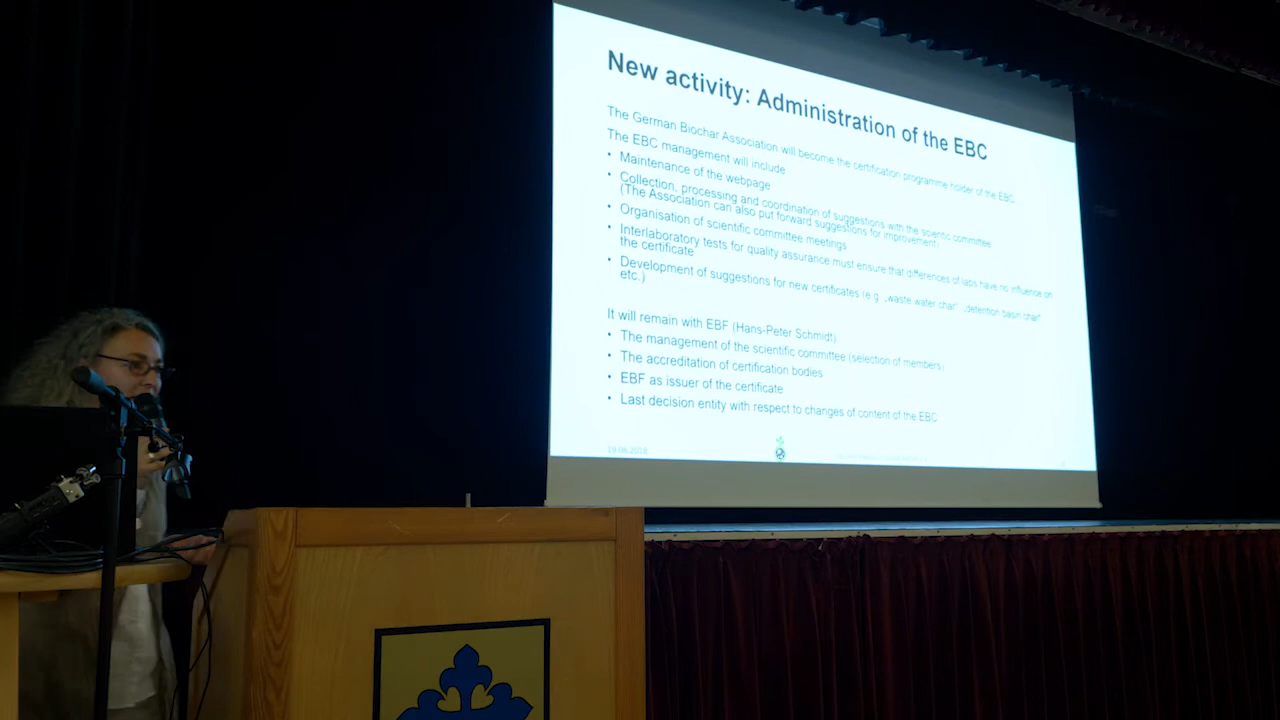 New activity: Administration of the EBC
The German Biochar Association will become the certification programme holder of the EBC.
The EBC management will include
• Maintenance of the webpage
• Collection, processing and coordination of suggestions with the scientific committee
(The Association can also put forward suggestions for improvement)
• Organisation of scientific committee meetings
• Interlaboratory tests for quality assurance must ensure that differences of labs have no influence on
the certificate
• Development of suggestions for new certificates (e.g. „waste water char“ „detention basin char“
etc.)
It will remain with EBF (Hans-Peter Schmidt)
• The management of the scientific committee (selection of members)
• The accreditation of certification bodies
• EBF as issuer of the certificate
• Last decision entity with respect to changes of content of the EBC
19.06.2018